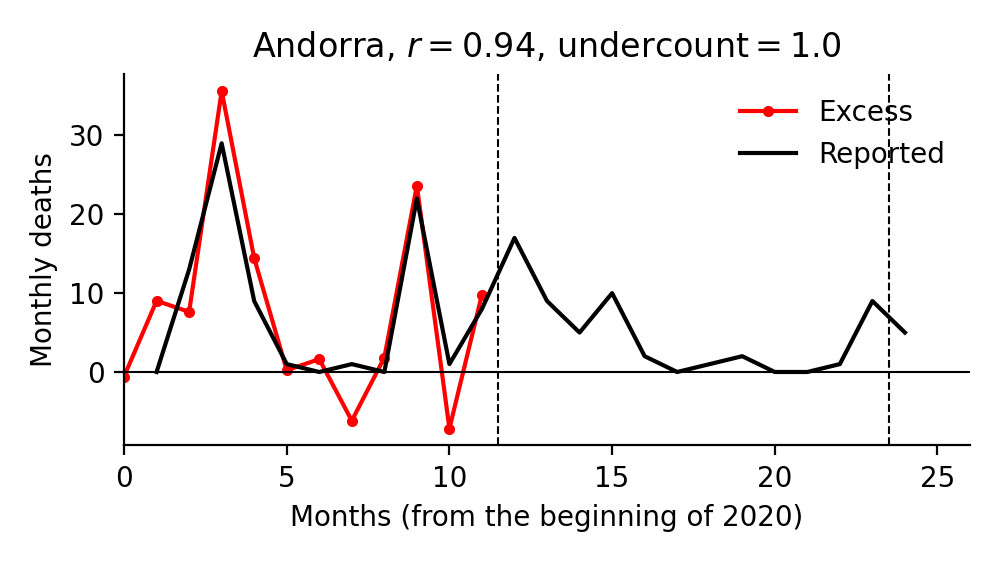 Andorra, r = 0.94, undercount = 1.0
Monthly deaths
30
20
10
0
Excess
Reported
0 5 10 15 20 25
Months (from the beginning of 2020)